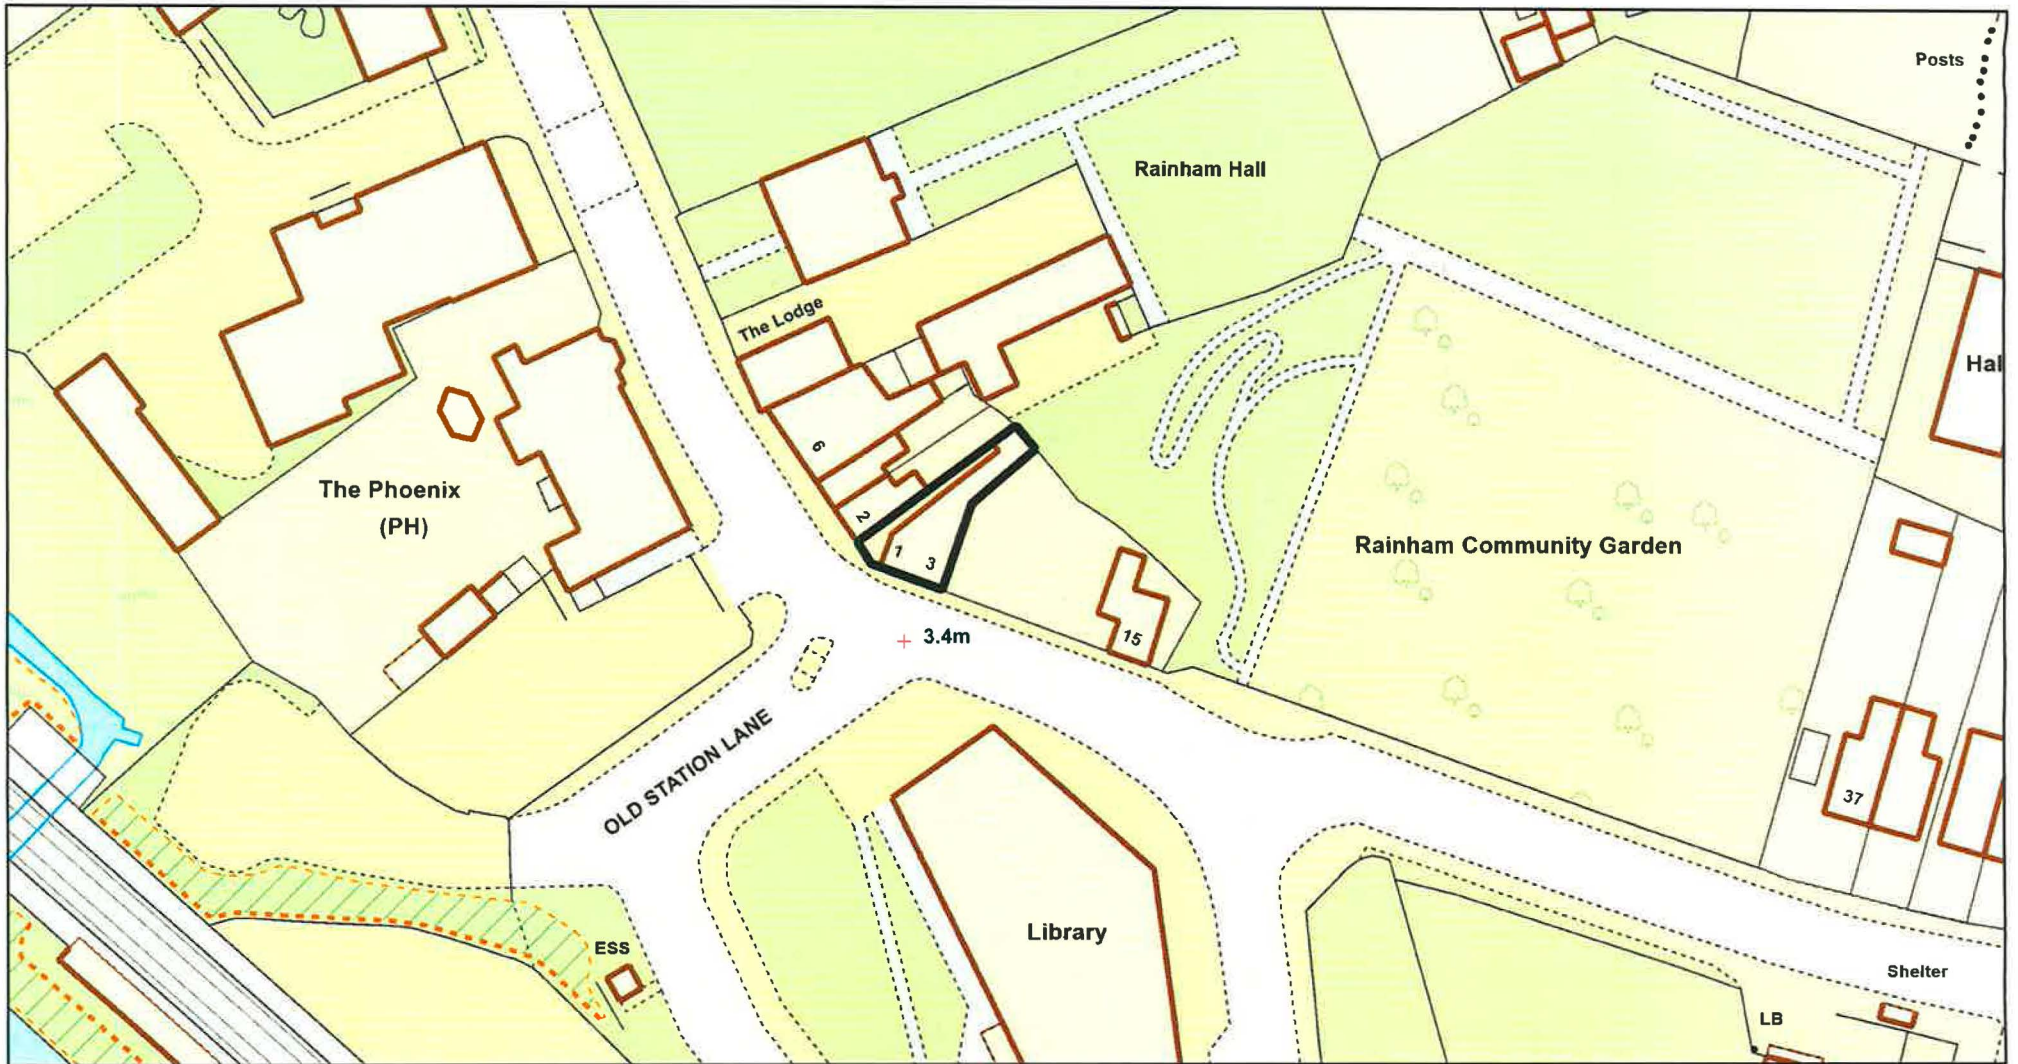 Posts
Rainham Hall
The Lodge
Hal
6
The Phoenix
(PH)
2
1
3
Rainham Community Garden
15
3.4m
OLD STATION LANE
37
Library
ESS
Shelter
LB